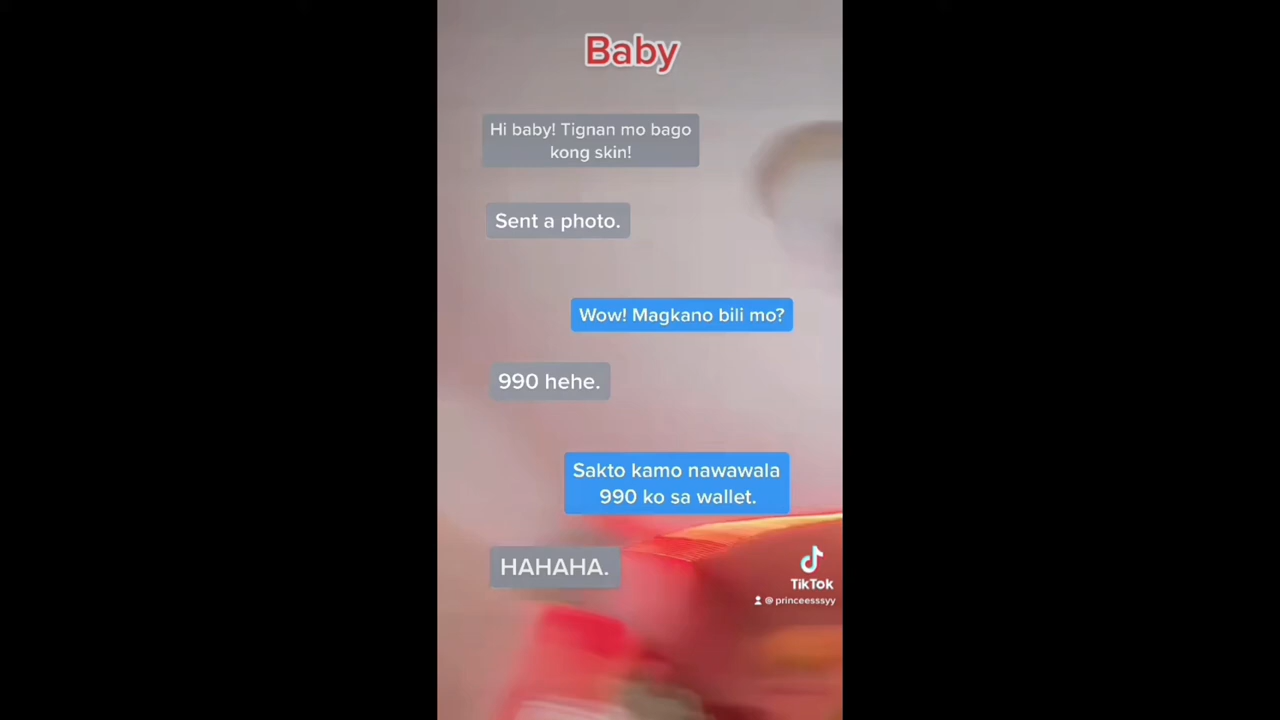 Baby
Hi baby! Tignan mo bago
kong skin!
Sent a photo.
Wow! Magkano bili mo?
990 hehe.
Sakto kamo nawawala
990 ko sa wallet.
HAHAHA.
TikTok
@princeesssyy